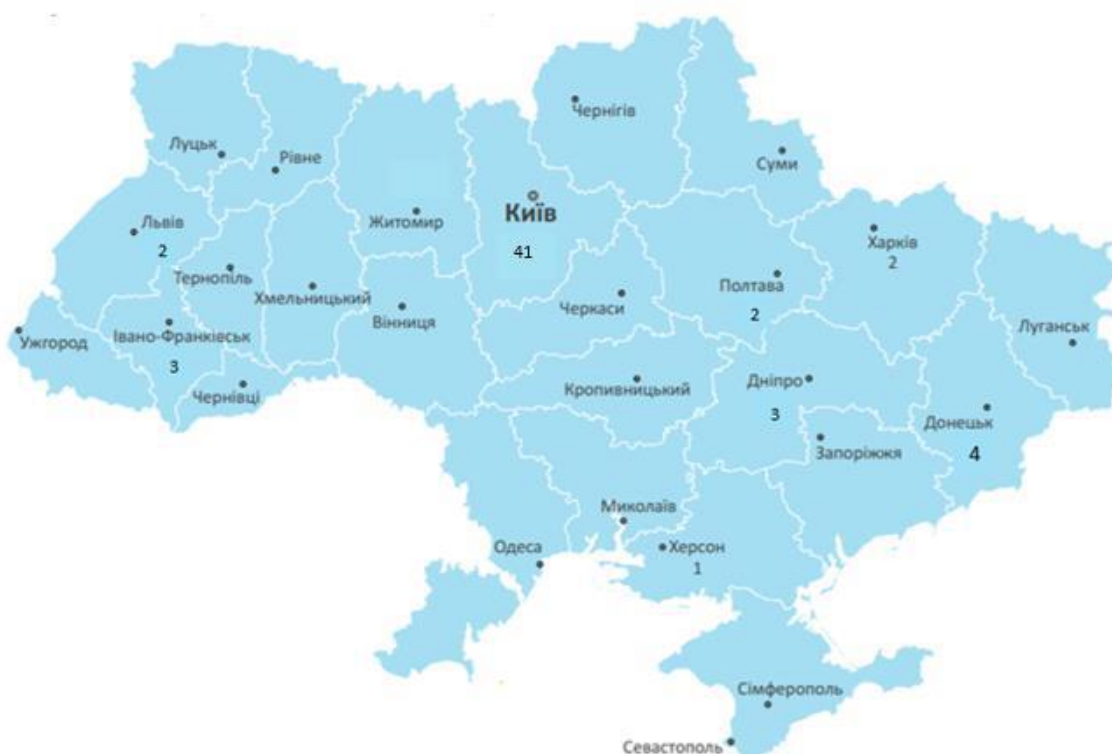 Чернігів
Луцьк
Рівне
Суми
Київ
41
Житомир
Львів
2
Харків
2
Тернопіль
Хмельницький
Вінниця
Черкаси
Полтава
2
Ужгород
Івано-Франківськ
3
Луганськ
Чернівці
Кропивницький
Дніпро
3
Донецьк
4
Запоріжжя
Миколаїв
Одеса
Херсон
1
Сімферополь
Севастополь